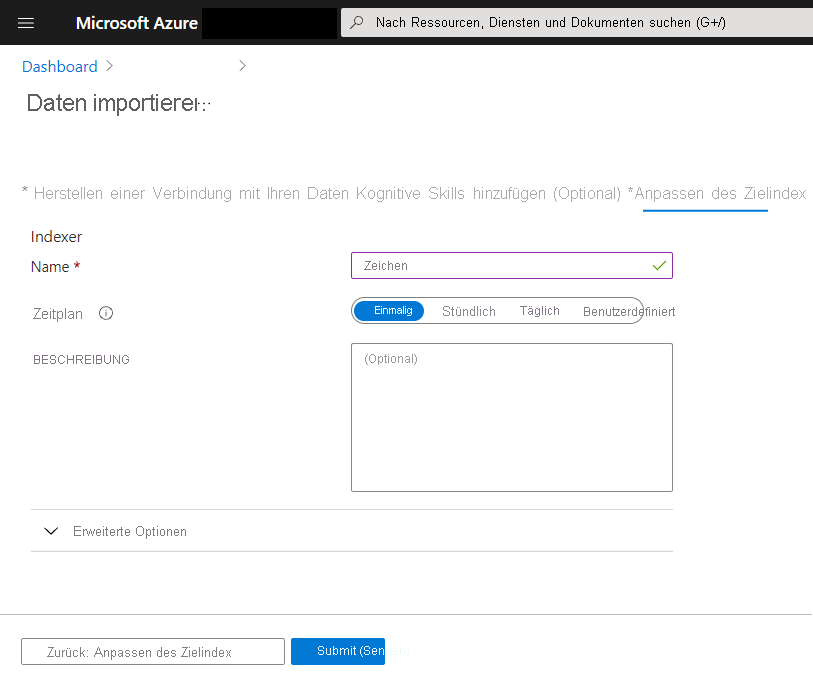 Microsoft Azure
Nach Ressourcen, Diensten und Dokumenten suchen (G+/)
Dashboard
Daten importieren
* Herstellen einer Verbindung mit Ihren Daten Kognitive Skills hinzufügen (Optional) *Anpassen des Zielindex
Indexer
Name *
Zeichen
Zeitplan
Einmalig Stündlich Täglich Benutzerdefiniert
BESCHREIBUNG
(Optional)
Erweiterte Optionen
Zurück: Anpassen des Zielindex
Submit (Senden)